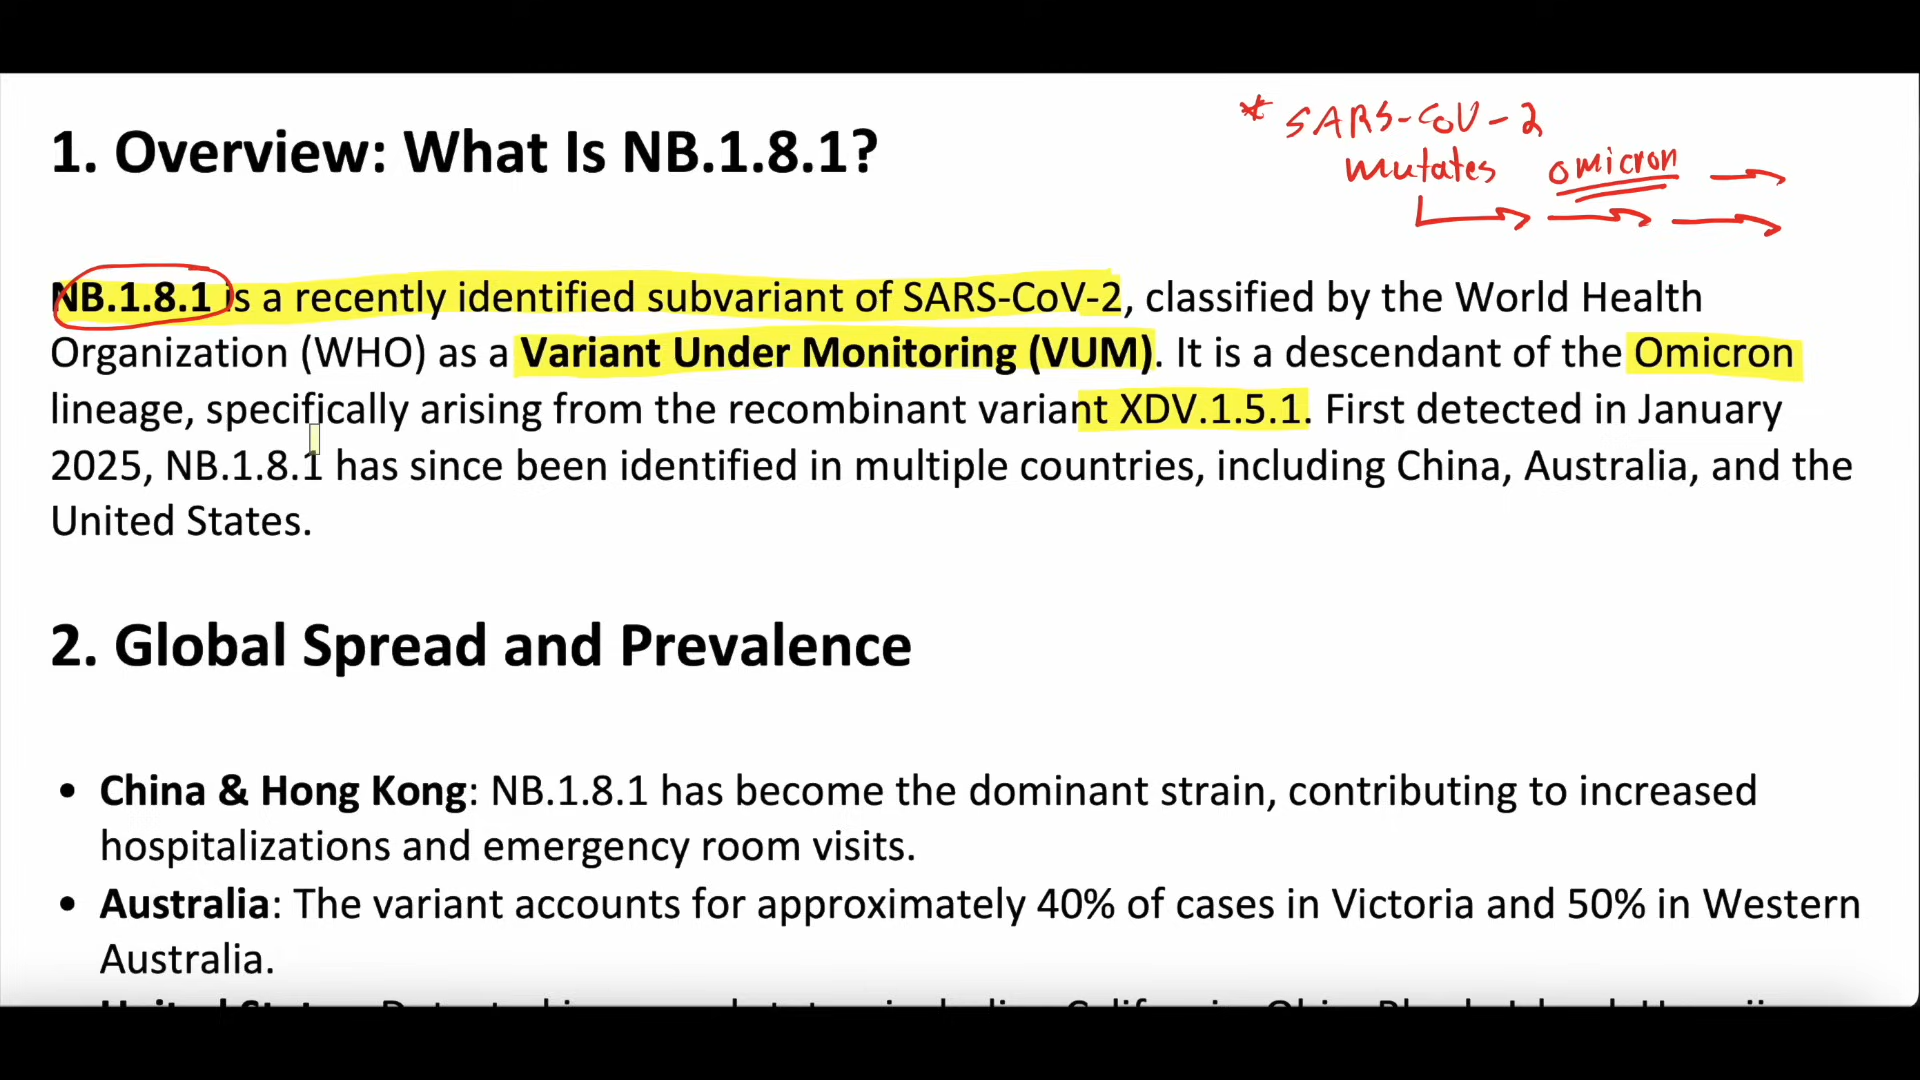 * SARS-CoV-2
mutates omicron
1. Overview: What Is NB.1.8.1?
NB.1.8.1 is a recently identified subvariant of SARS-CoV-2, classified by the World Health
Organization (WHO) as a Variant Under Monitoring (VUM). It is a descendant of the Omicron
lineage, specifically arising from the recombinant variant XDV.1.5.1. First detected in January
2025, NB.1.8.1 has since been identified in multiple countries, including China, Australia, and the
United States.
2. Global Spread and Prevalence
• China & Hong Kong: NB.1.8.1 has become the dominant strain, contributing to increased
hospitalizations and emergency room visits.
• Australia: The variant accounts for approximately 40% of cases in Victoria and 50% in Western
Australia.